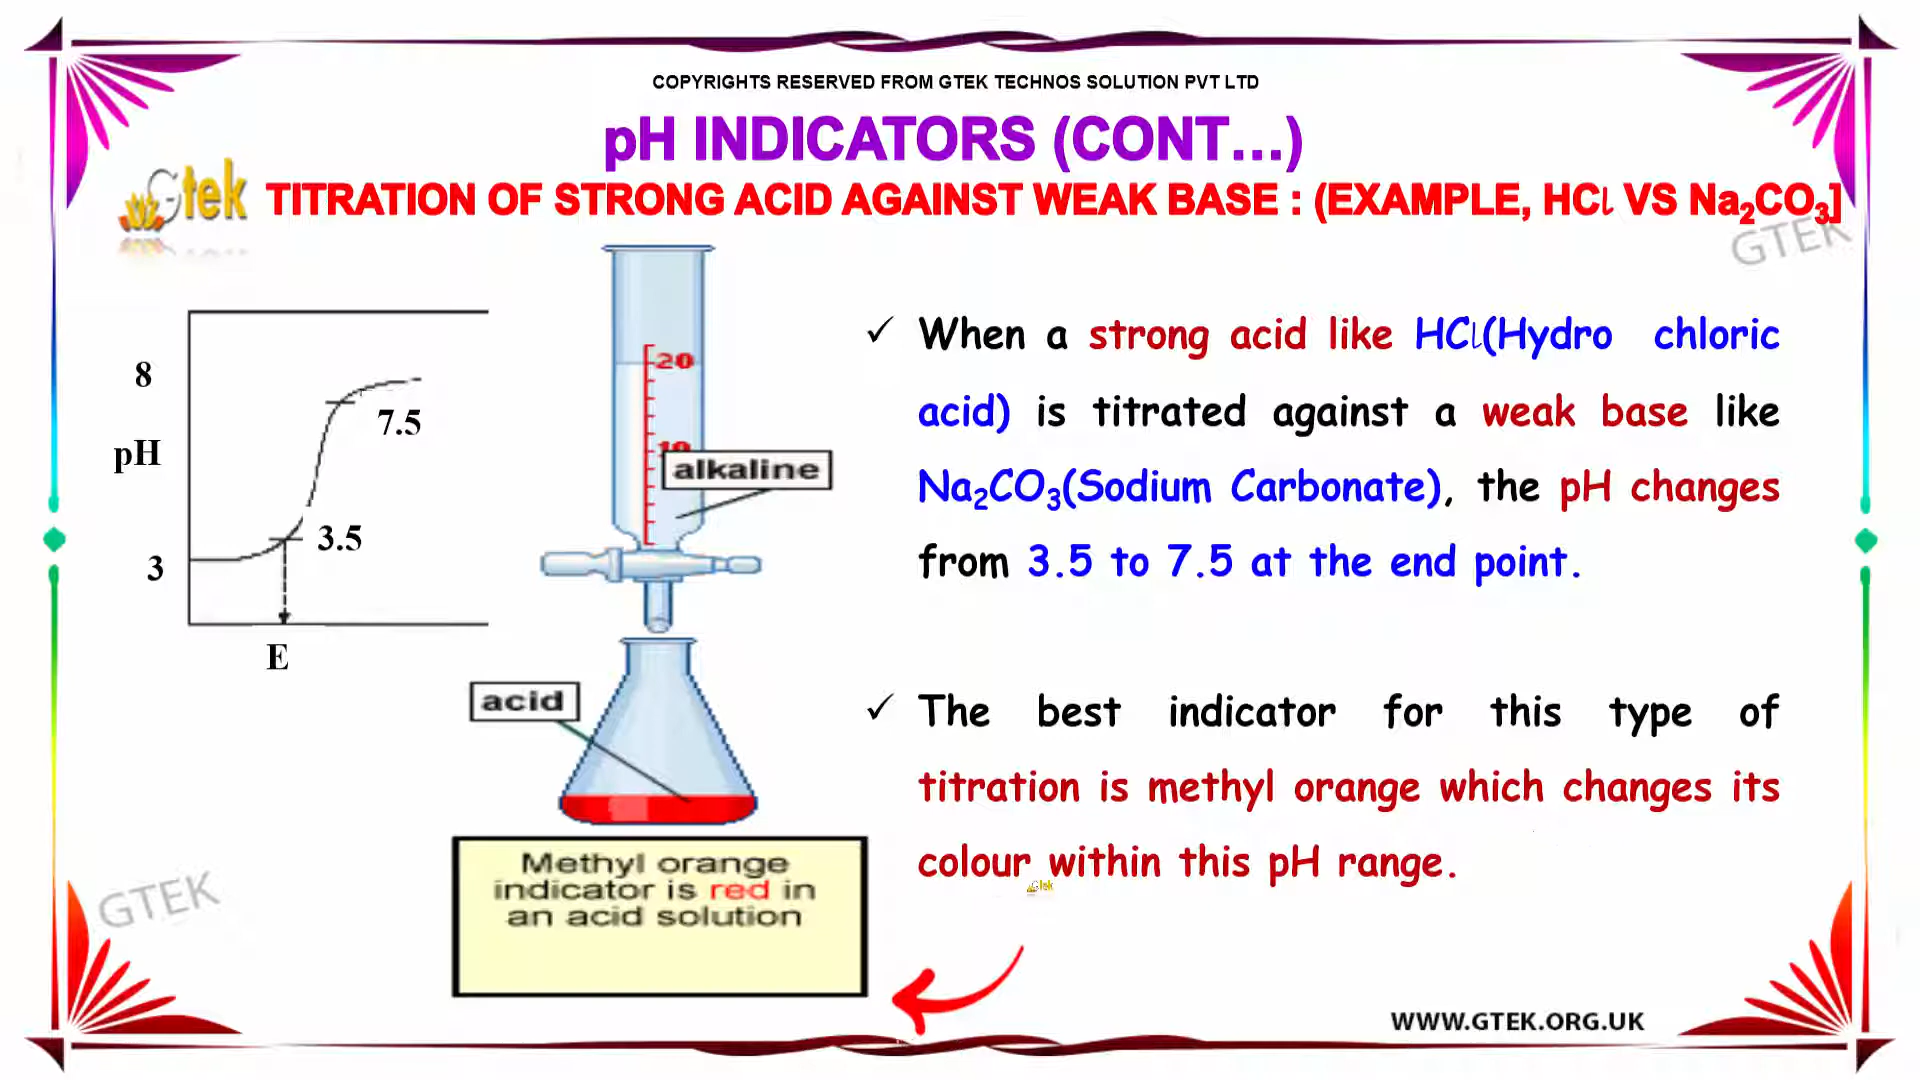 COPYRIGHTS RESERVED FROM GTEK TECHNOS SOLUTION PVT LTD
pH INDICATORS (CONT...)
Gtek
TITRATION OF STRONG ACID AGAINST WEAK BASE : (EXAMPLE, HCl VS Na₂CO₃]
GTEK
8
pH
7.5
3.5
3
E
20
10
alkaline
acid
Methyl orange
indicator is red in
an acid solution
✓ When a strong acid like HCl(Hydro chloric
acid) is titrated against a weak base like
Na₂CO₃(Sodium Carbonate), the pH changes
from 3.5 to 7.5 at the end point.
✓ The best indicator for this type of
titration is methyl orange which changes its
colour within this pH range.
Gtek
GTEK
WWW.GTEK.ORG.UK